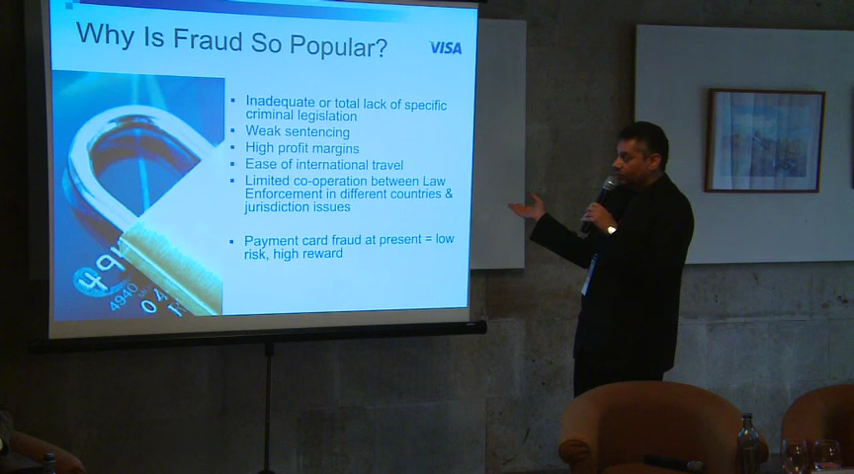 Why Is Fraud So Popular?
VISA
▪ Inadequate or total lack of specific
criminal legislation
▪ Weak sentencing
▪ High profit margins
▪ Ease of international travel
▪ Limited co-operation between Law
Enforcement in different countries &
jurisdiction issues
▪ Payment card fraud at present = low
risk, high reward
4940